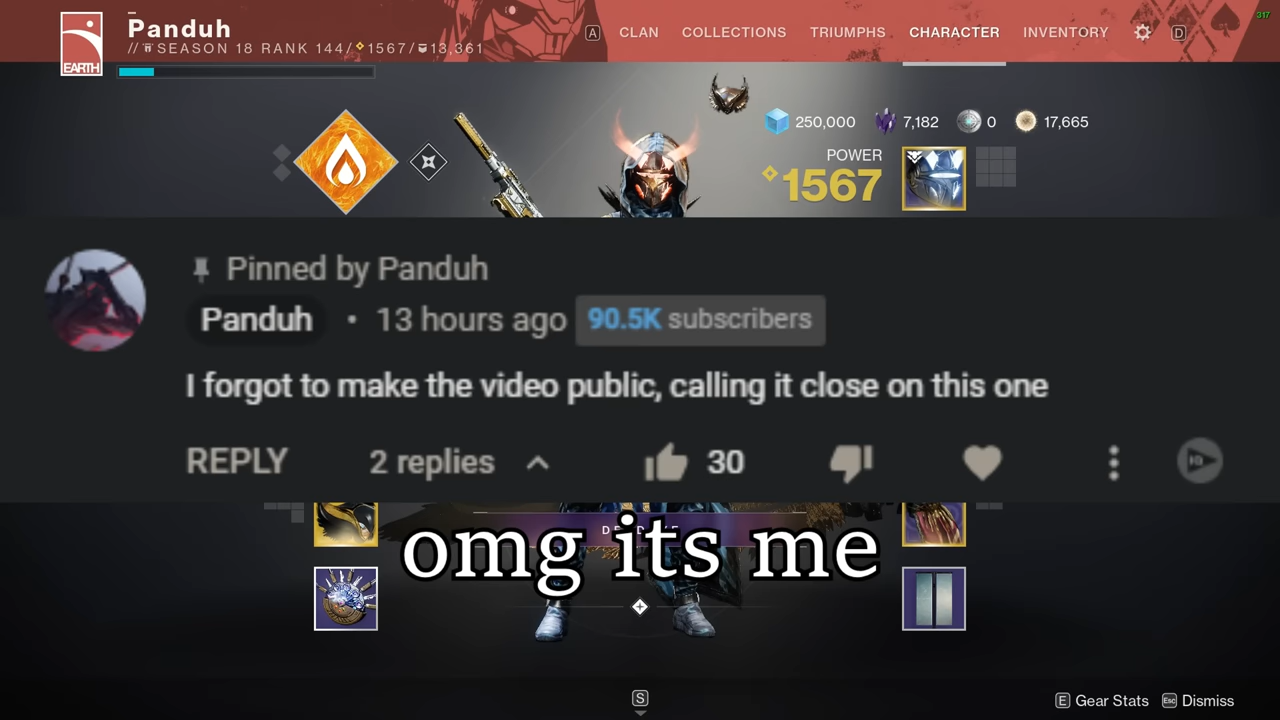 317
Panduh
// SEASON 18 RANK 144/1567/13,361
EARTH
A CLAN COLLECTIONS TRIUMPHS CHARACTER INVENTORY D
250,000 7,182 0 17,665
POWER
1567
Pinned by Panduh
Panduh • 13 hours ago 90.5K subscribers
I forgot to make the video public, calling it close on this one
REPLY 2 replies 30
omg its me
S
E Gear Stats Esc Dismiss